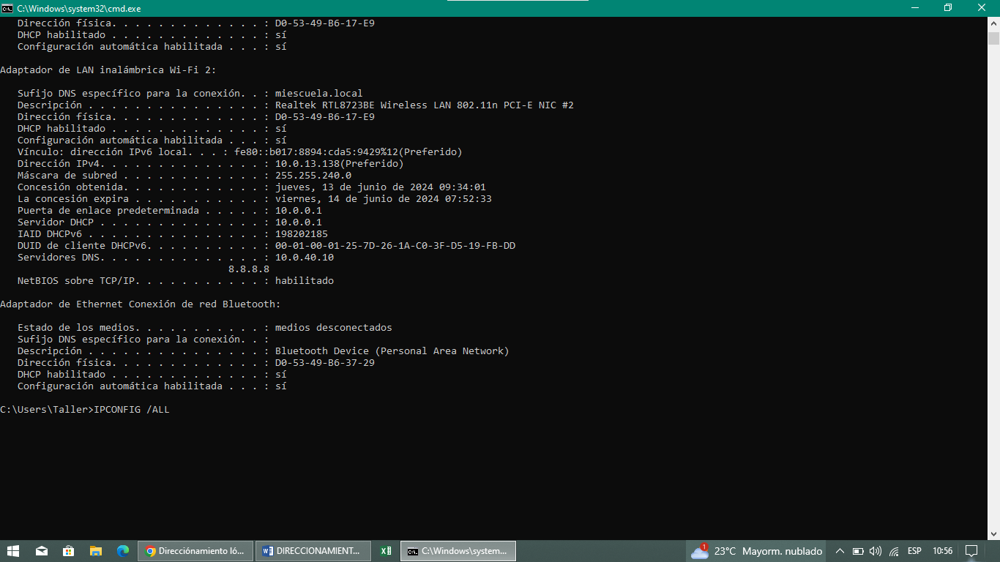 C:\Windows\system32\cmd.exe
   Dirección física. . . . . . . . . . . . . : D0-53-49-B6-17-E9
   DHCP habilitado . . . . . . . . . . . . . : sí
   Configuración automática habilitada . . . : sí
Adaptador de LAN inalámbrica Wi-Fi 2:
   Sufijo DNS específico para la conexión. . : miescuela.local
   Descripción . . . . . . . . . . . . . . . : Realtek RTL8723BE Wireless LAN 802.11n PCI-E NIC #2
   Dirección física. . . . . . . . . . . . . : D0-53-49-B6-17-E9
   DHCP habilitado . . . . . . . . . . . . . : sí
   Configuración automática habilitada . . . : sí
   Vínculo: dirección IPv6 local. . . : fe80::b017:8894:cda5:9429%12(Preferido)
   Dirección IPv4. . . . . . . . . . . . . . : 10.0.13.138(Preferido)
   Máscara de subred . . . . . . . . . . . . : 255.255.240.0
   Concesión obtenida. . . . . . . . . . . . : jueves, 13 de junio de 2024 09:34:01
   La concesión expira . . . . . . . . . . . : viernes, 14 de junio de 2024 07:52:33
   Puerta de enlace predeterminada . . . . . : 10.0.0.1
   Servidor DHCP . . . . . . . . . . . . . . : 10.0.0.1
   IAID DHCPv6 . . . . . . . . . . . . . . . : 198202185
   DUID de cliente DHCPv6. . . . . . . . . . : 00-01-00-01-25-7D-26-1A-C0-3F-D5-19-FB-DD
   Servidores DNS. . . . . . . . . . . . . . : 10.0.40.10
                                       8.8.8.8
   NetBIOS sobre TCP/IP. . . . . . . . . . . : habilitado
Adaptador de Ethernet Conexión de red Bluetooth:
   Estado de los medios. . . . . . . . . . . : medios desconectados
   Sufijo DNS específico para la conexión. . :
   Descripción . . . . . . . . . . . . . . . : Bluetooth Device (Personal Area Network)
   Dirección física. . . . . . . . . . . . . : D0-53-49-B6-37-29
   DHCP habilitado . . . . . . . . . . . . . : sí
   Configuración automática habilitada . . . : sí
C:\Users\Taller>IPCONFIG /ALL
Direcciónamiento ló... DIRECCIONAMIENT... C:\Windows\system... 1 23°C Mayorm. nublado ESP 10:56